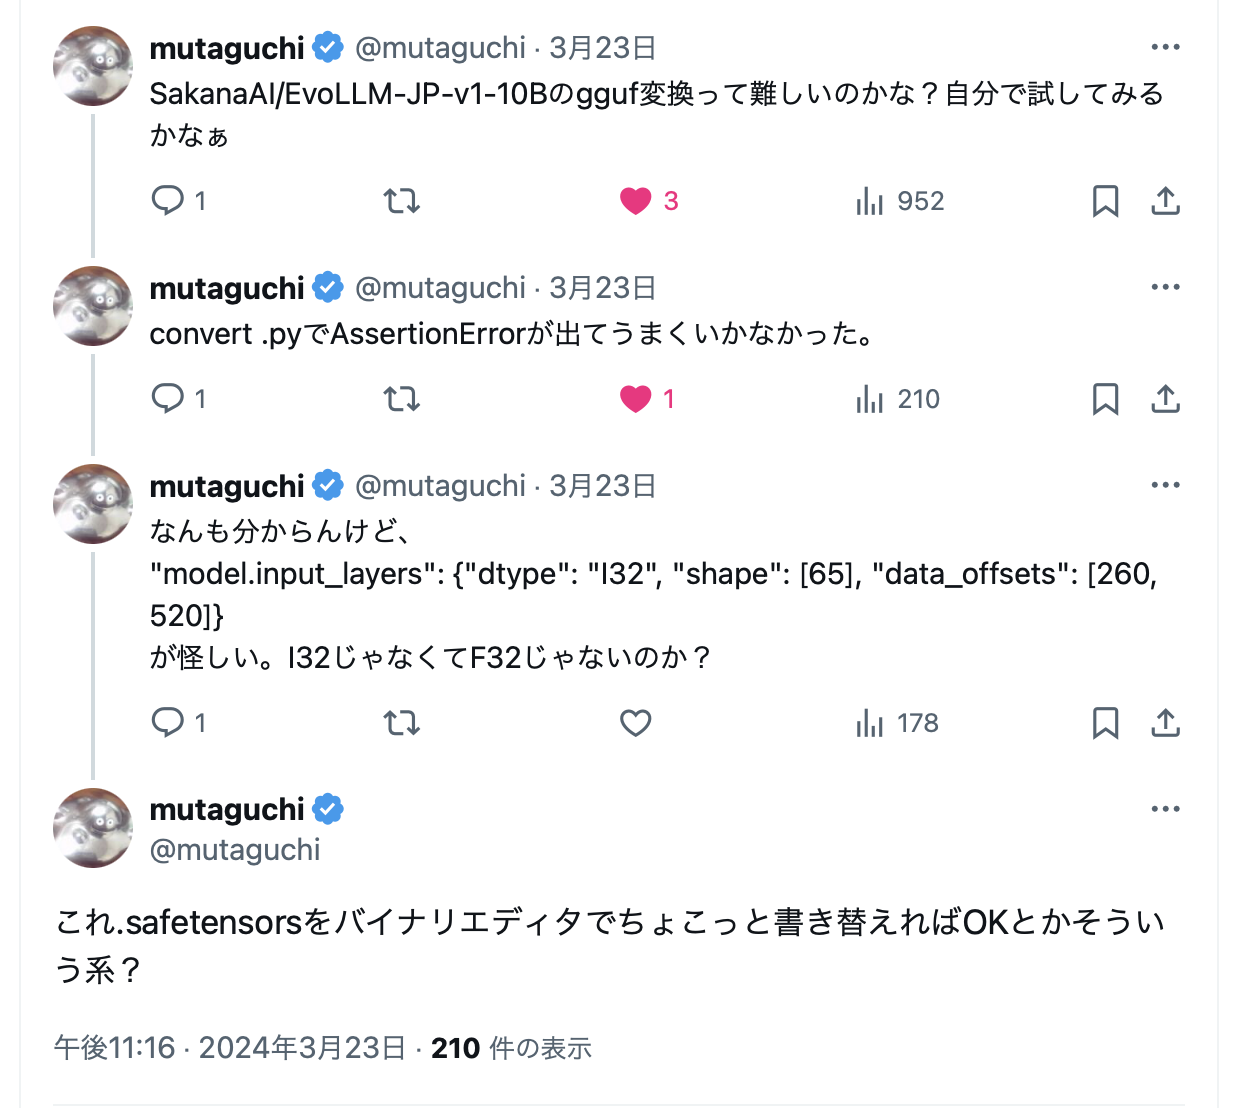 mutaguchi @mutaguchi · 3月23日
SakanaAI/EvoLLM-JP-v1-10Bのgguf変換って難しいのかな？自分で試してみる
かなぁ
1 3 952
mutaguchi @mutaguchi · 3月23日
convert .pyでAssertionErrorが出てうまくいかなかった。
1 1 210
mutaguchi @mutaguchi · 3月23日
なんも分からんけど、
"model.input_layers": {"dtype": "I32", "shape": [65], "data_offsets": [260,
520]}
が怪しい。I32じゃなくてF32じゃないのか？
1 178
mutaguchi
@mutaguchi
これ.safetensorsをバイナリエディタでちょこっと書き替えればOKとかそうい
う系？
午後11:16 · 2024年3月23日 · 210 件の表示